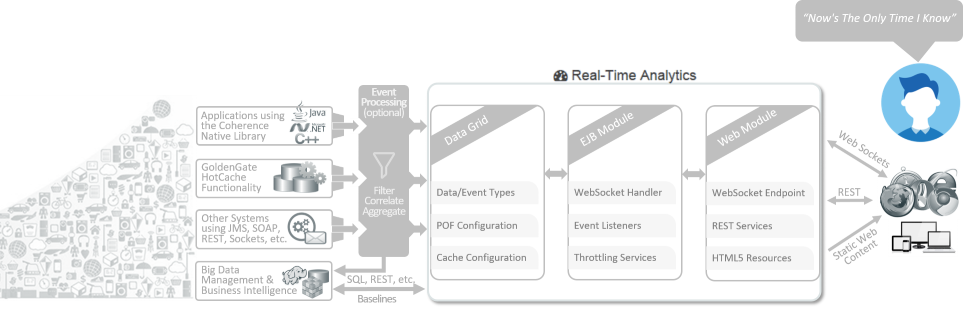 “Now's The Only Time I Know”
Real-Time Analytics
Applications using
the Coherence
Native Library
Java
.NET
C++
GoldenGate
HotCache
Functionality
Other Systems
using JMS, SOAP,
REST, Sockets, etc.
Big Data
Management &
Business Intelligence
Event
Processing
(optional)
Filter
Correlate
Aggregate
SQL, REST, etc.
Baselines
Data Grid
Data/Event Types
POF Configuration
Cache Configuration
EJB Module
WebSocket Handler
Event Listeners
Throttling Services
Web Module
WebSocket Endpoint
REST Services
HTML5 Resources
Web Sockets
REST
Static Web
Content